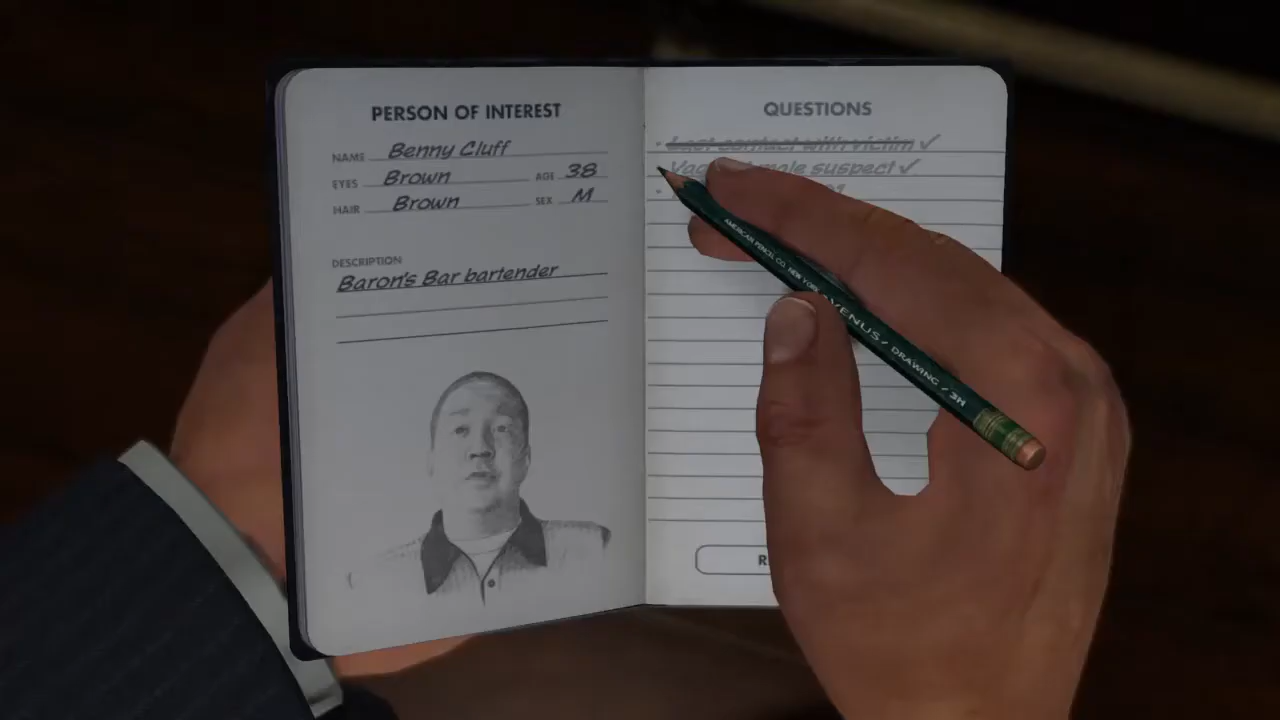 PERSON OF INTEREST
NAME Benny Cluff
EYES Brown AGE 38
HAIR Brown SEX M
DESCRIPTION
Baron's Bar bartender
QUESTIONS
Last contact with victim ✓
male suspect ✓
AMERICAN PENCIL CO. NEW YORK
VENUS / DRAWING / 3H